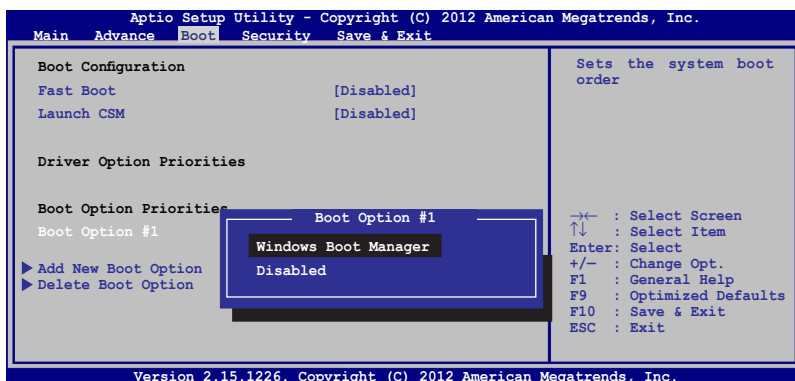 Aptio Setup Utility - Copyright (C) 2012 American Megatrends, Inc.
Main Advance Boot Security Save & Exit
Boot Configuration
Fast Boot [Disabled]
Launch CSM [Disabled]
Driver Option Priorities
Boot Option Priorities
Boot Option #1
Add New Boot Option
Delete Boot Option
Boot Option #1
Windows Boot Manager
Disabled
Sets the system boot
order
→← : Select Screen
↑↓ : Select Item
Enter: Select
+/— : Change Opt.
F1 : General Help
F9 : Optimized Defaults
F10 : Save & Exit
ESC : Exit
Version 2.15.1226. Copyright (C) 2012 American Megatrends, Inc.